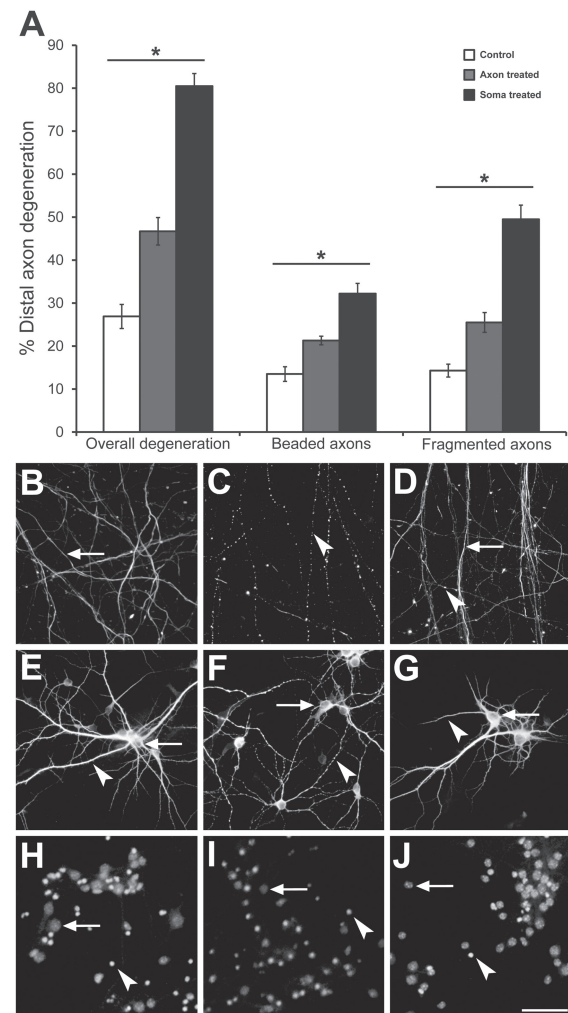 A
90
80
70
60
50
40
30
20
10
0
% Distal axon degeneration
*
*
*
Control
Axon treated
Soma treated
Overall degeneration Beaded axons Fragmented axons
B C D
E F G
H I J